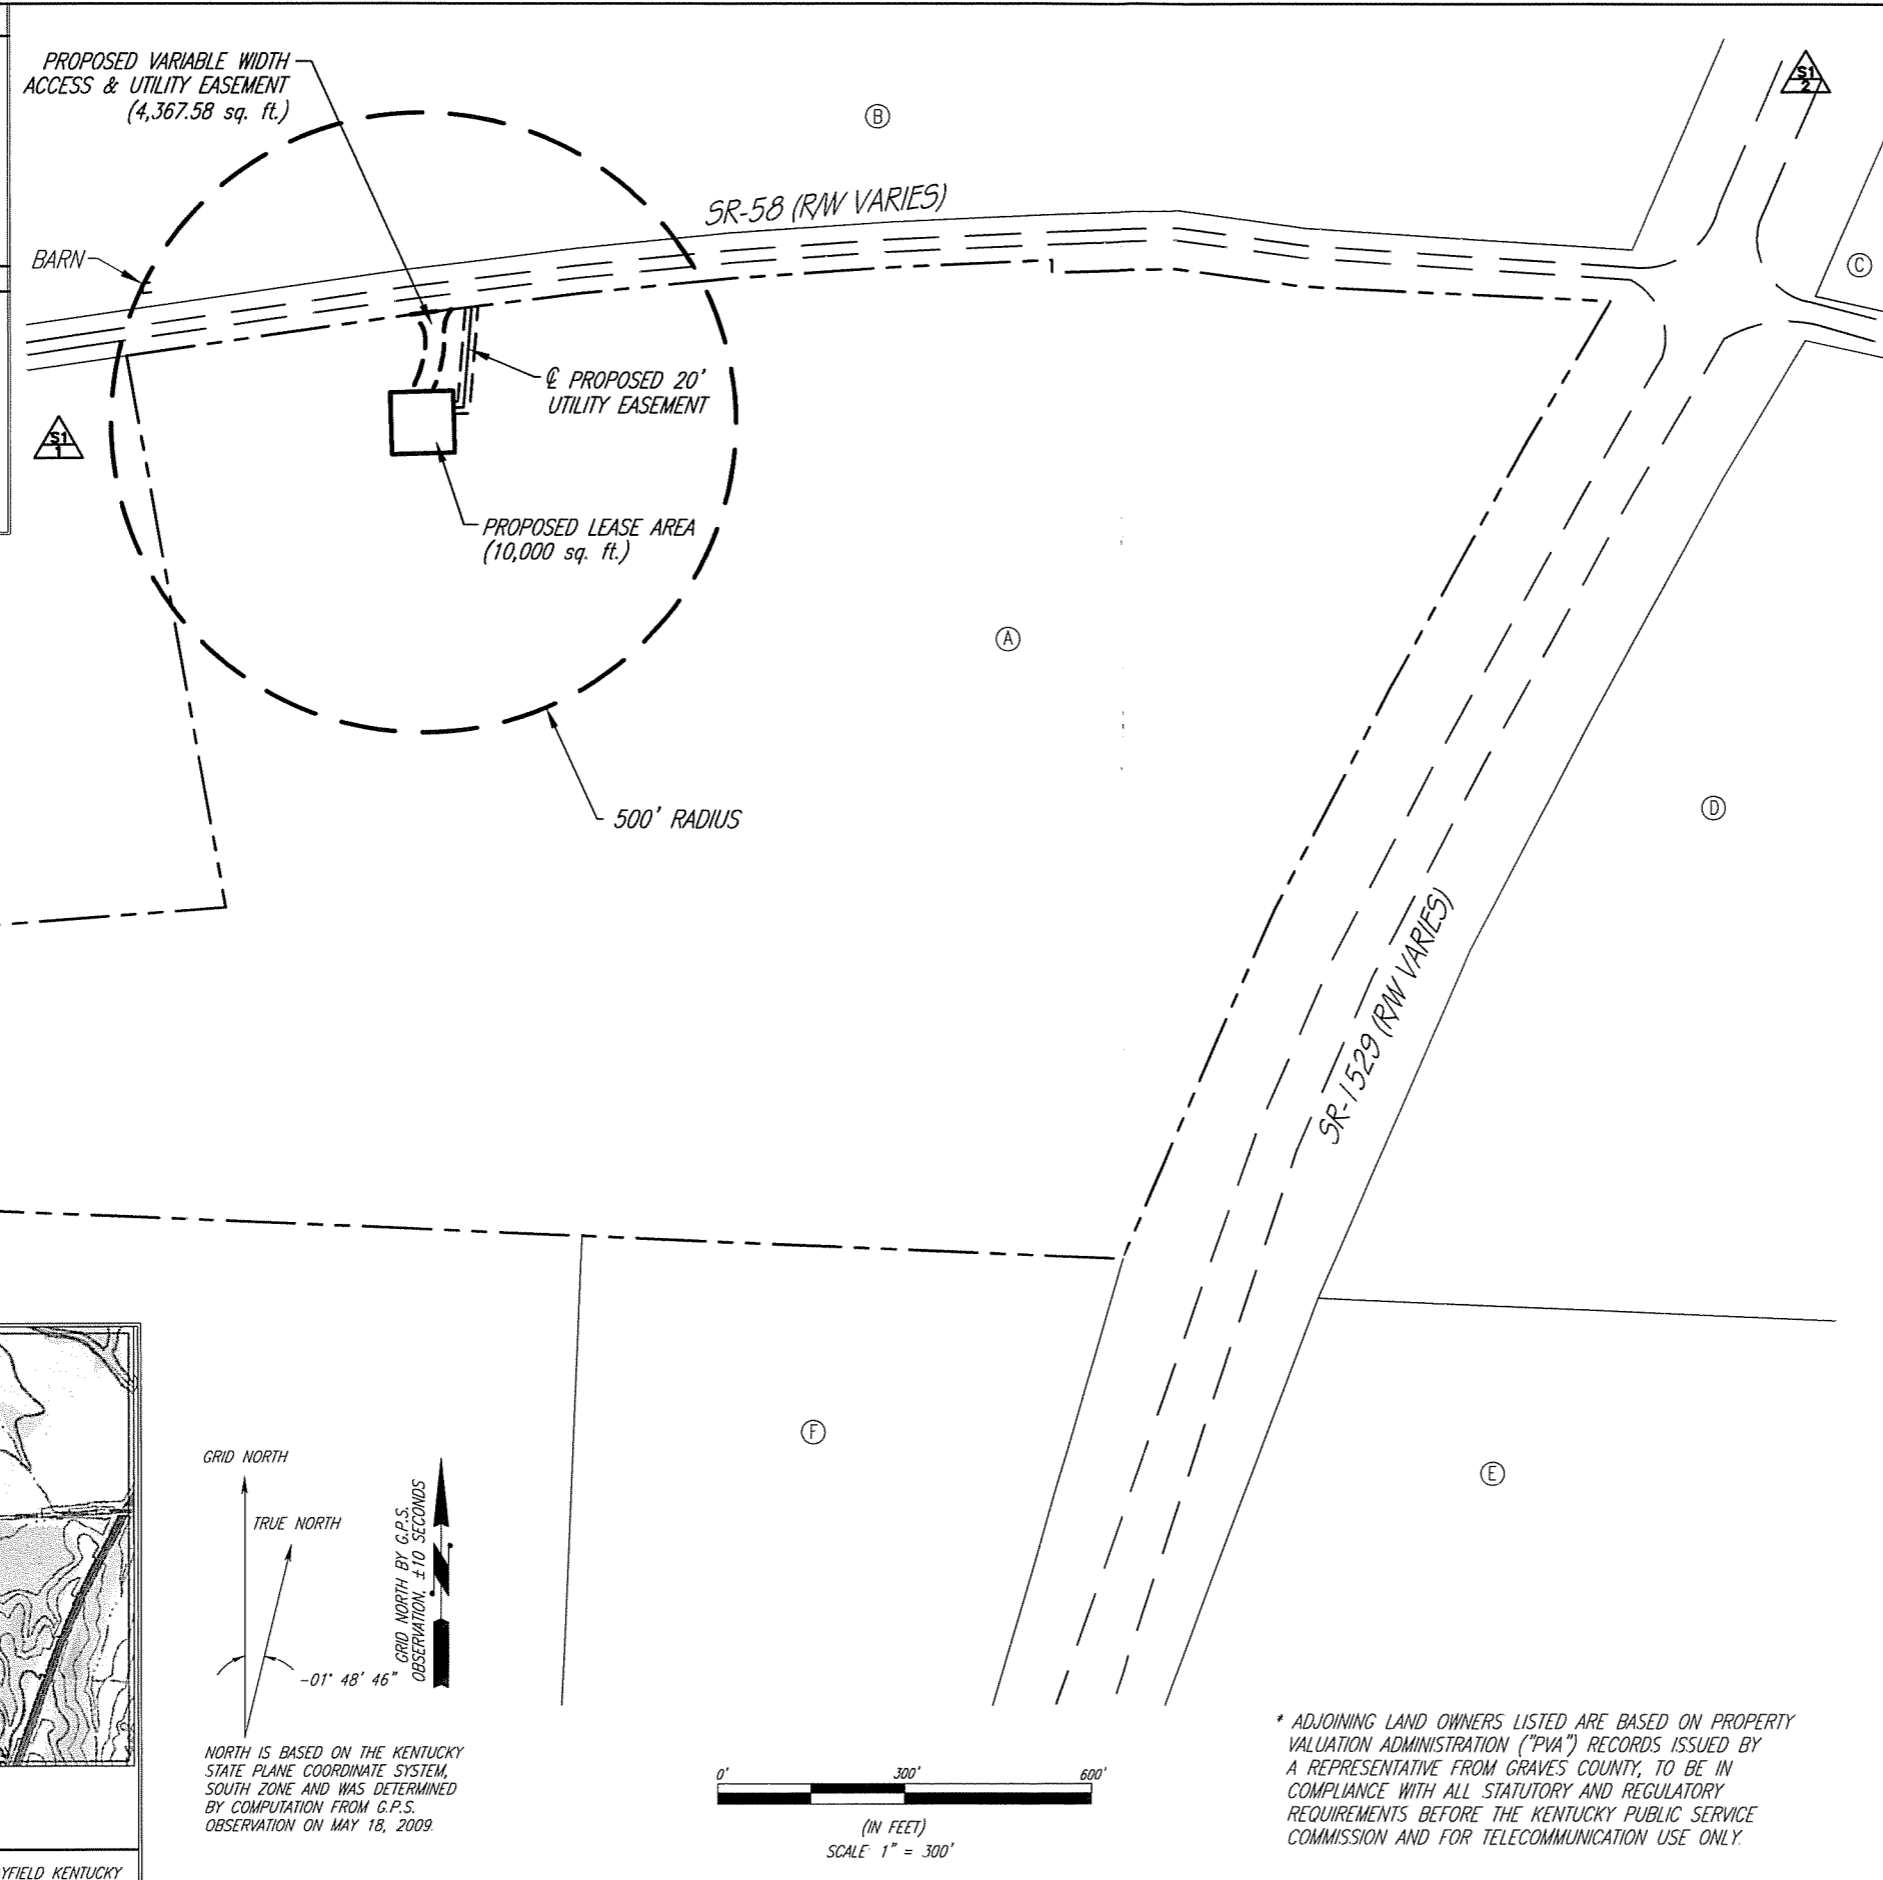 PROPOSED VARIABLE WIDTH
ACCESS & UTILITY EASEMENT
(4,367.58 sq. ft.)
B
S1
2
SR-58 (R/W VARIES)
BARN
C
1
℄ PROPOSED 20'
UTILITY EASEMENT
S1
1
PROPOSED LEASE AREA
(10,000 sq. ft.)
A
500' RADIUS
D
SR-1529 (R/W VARIES)
F
E
GRID NORTH
TRUE NORTH
GRID NORTH BY G.P.S.
OBSERVATION, ±10 SECONDS
-01° 48' 46"
NORTH IS BASED ON THE KENTUCKY
STATE PLANE COORDINATE SYSTEM,
SOUTH ZONE AND WAS DETERMINED
BY COMPUTATION FROM G.P.S.
OBSERVATION ON MAY 18, 2009.
0' 300' 600'
(IN FEET)
SCALE: 1" = 300'
* ADJOINING LAND OWNERS LISTED ARE BASED ON PROPERTY
VALUATION ADMINISTRATION ("PVA") RECORDS ISSUED BY
A REPRESENTATIVE FROM GRAVES COUNTY, TO BE IN
COMPLIANCE WITH ALL STATUTORY AND REGULATORY
REQUIREMENTS BEFORE THE KENTUCKY PUBLIC SERVICE
COMMISSION AND FOR TELECOMMUNICATION USE ONLY.
YFIELD KENTUCKY